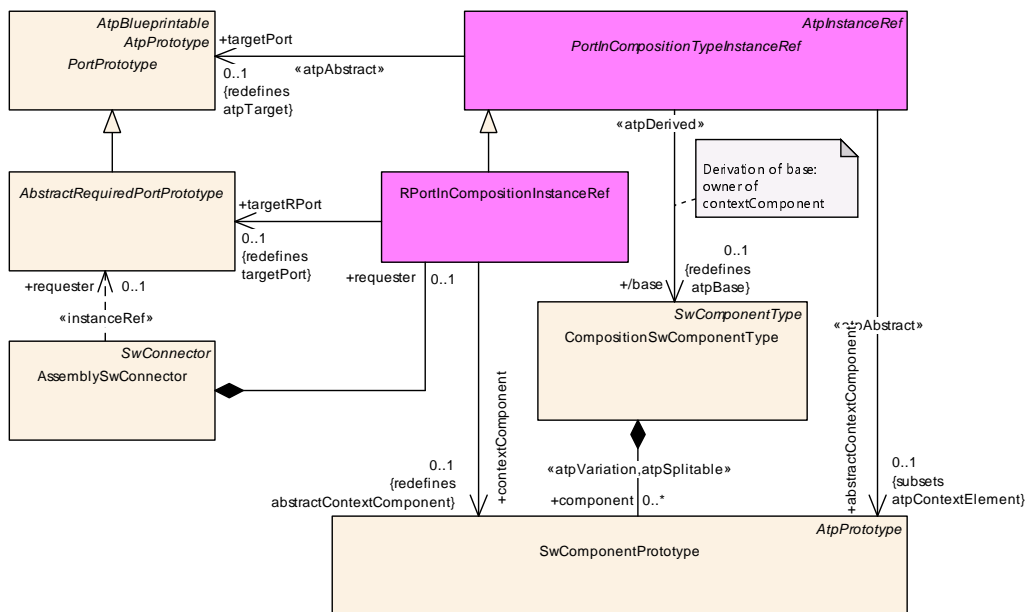 AtpBlueprintable
AtpPrototype
PortPrototype
+targetPort
0..1
{redefines
atpTarget}
«atpAbstract»
AtpInstanceRef
PortInCompositionTypeInstanceRef
«atpDerived»
Derivation of base:
owner of
contextComponent
AbstractRequiredPortPrototype
+targetRPort
0..1
{redefines
targetPort}
RPortInCompositionInstanceRef
+requester 0..1
+requester 0..1
«instanceRef»
0..1
{redefines
atpBase}
+/base
SwComponentType
CompositionSwComponentType
«atpAbstract»
+abstractContextComponent
SwConnector
AssemblySwConnector
+contextComponent
0..1
{redefines
abstractContextComponent}
«atpVariation,atpSplitable»
+component 0..*
0..1
{subsets
atpContextElement}
AtpPrototype
SwComponentPrototype